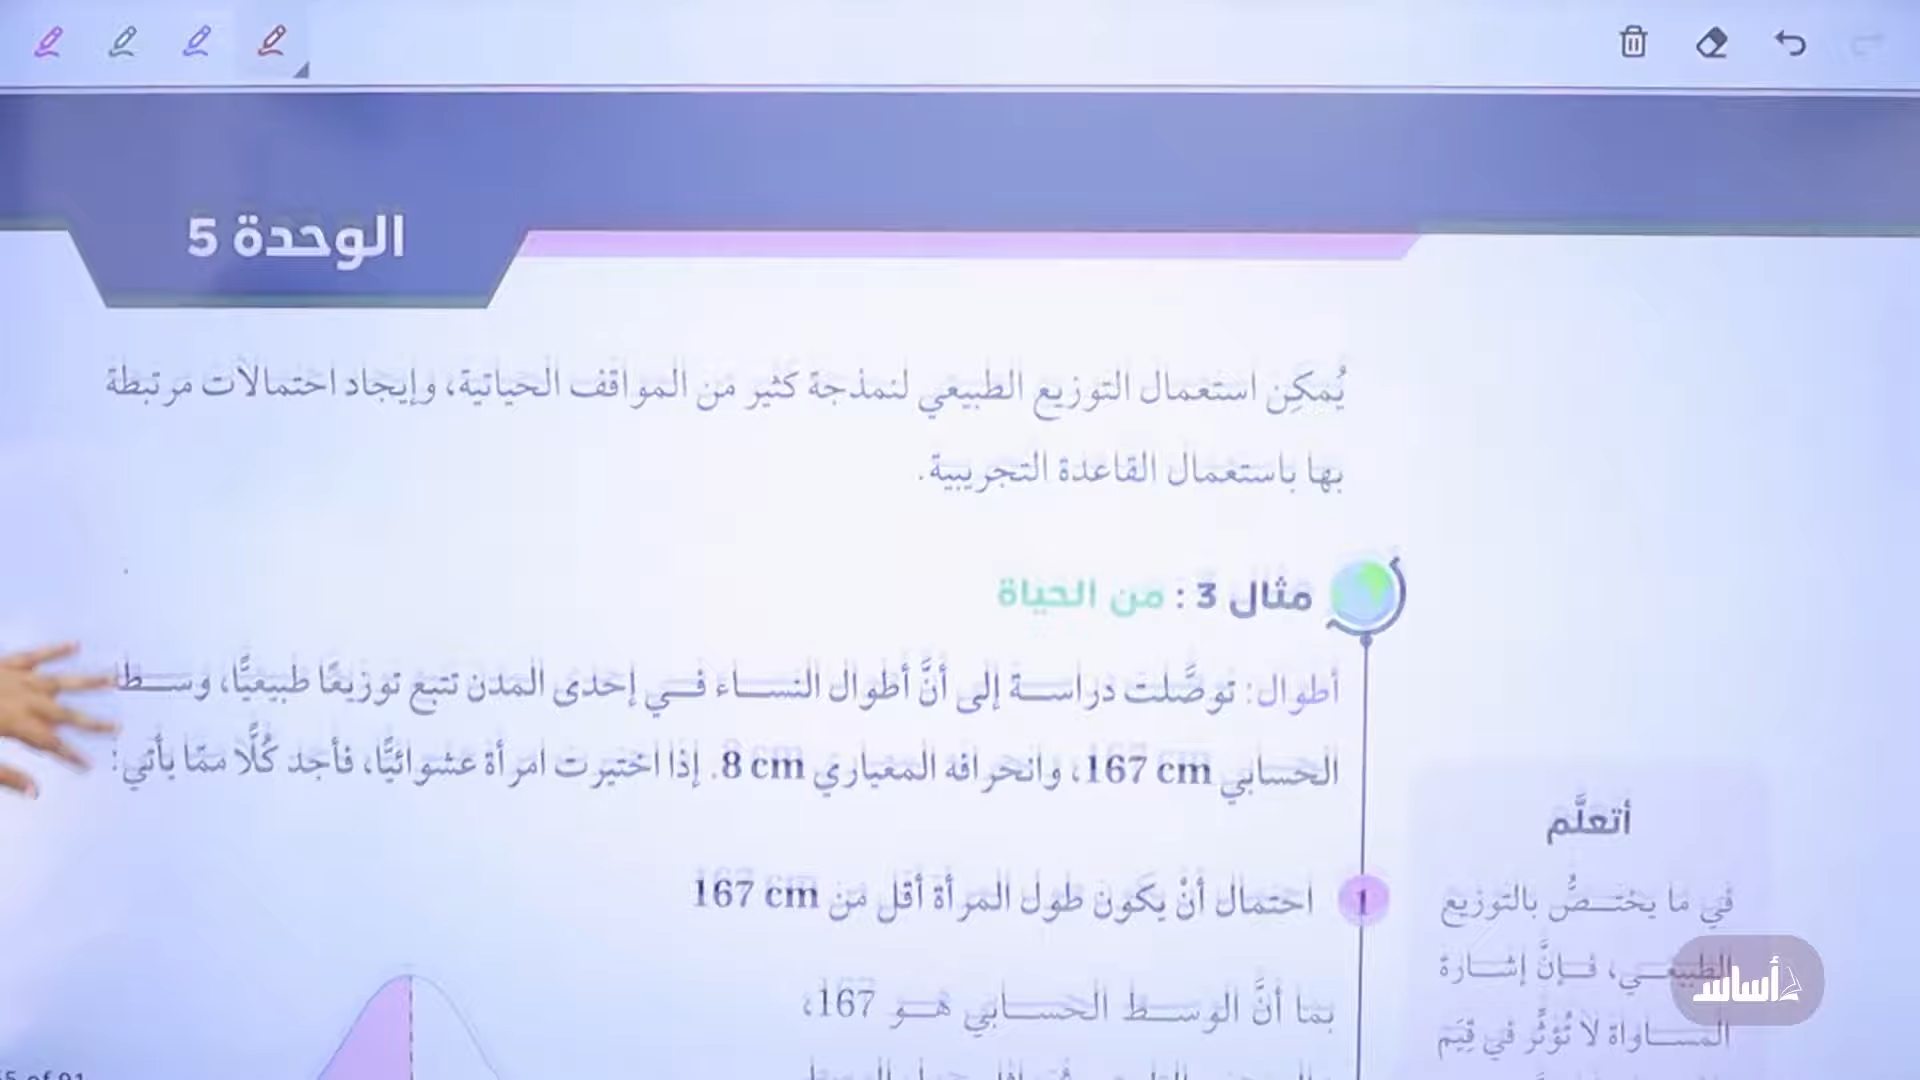 الوحدة 5
يُمكِن استعمال التوزيع الطبيعي لنمذجة كثير من المواقف الحياتية، وإيجاد احتمالات مرتبطة
بها باستعمال القاعدة التجريبية.
مثال 3 : من الحياة
أطوال: توصَّلت دراسة إلى أنَّ أطوال النساء في إحدى المدن تتبع توزيعًا طبيعيًّا، وسطه
الحسابي 167 cm، وانحرافه المعياري 8 cm. إذا اختيرت امرأة عشوائيًّا، فأجد كُلًّا ممّا يأتي:
1 احتمال أنْ يكون طول المرأة أقل من 167 cm
بما أنَّ الوسط الحسابي هو 167،
أتعلَّم
في ما يختصُّ بالتوزيع
الطبيعي، فإنَّ إشارة
المساواة لا تُؤثِّر في قِيَم
أساس